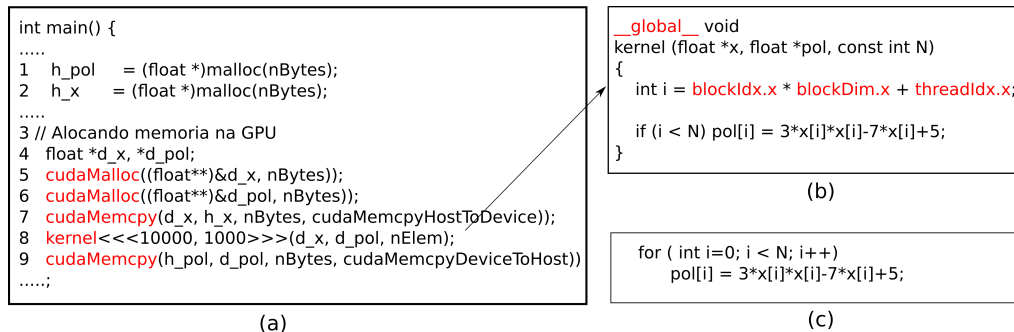 int main() {
.....
1 h_pol = (float *)malloc(nBytes);
2 h_x = (float *)malloc(nBytes);
.....
3 // Alocando memoria na GPU
4 float *d_x, *d_pol;
5 cudaMalloc((float**)&d_x, nBytes));
6 cudaMalloc((float**)&d_pol, nBytes));
7 cudaMemcpy(d_x, h_x, nBytes, cudaMemcpyHostToDevice));
8 kernel<<<10000, 1000>>>(d_x, d_pol, nElem);
9 cudaMemcpy(h_pol, d_pol, nBytes, cudaMemcpyDeviceToHost))
.....;
(a)
__global__ void
kernel (float *x, float *pol, const int N)
{
int i = blockIdx.x * blockDim.x + threadIdx.x;
if (i < N) pol[i] = 3*x[i]*x[i]-7*x[i]+5;
}
(b)
for ( int i=0; i < N; i++)
pol[i] = 3*x[i]*x[i]-7*x[i]+5;
(c)